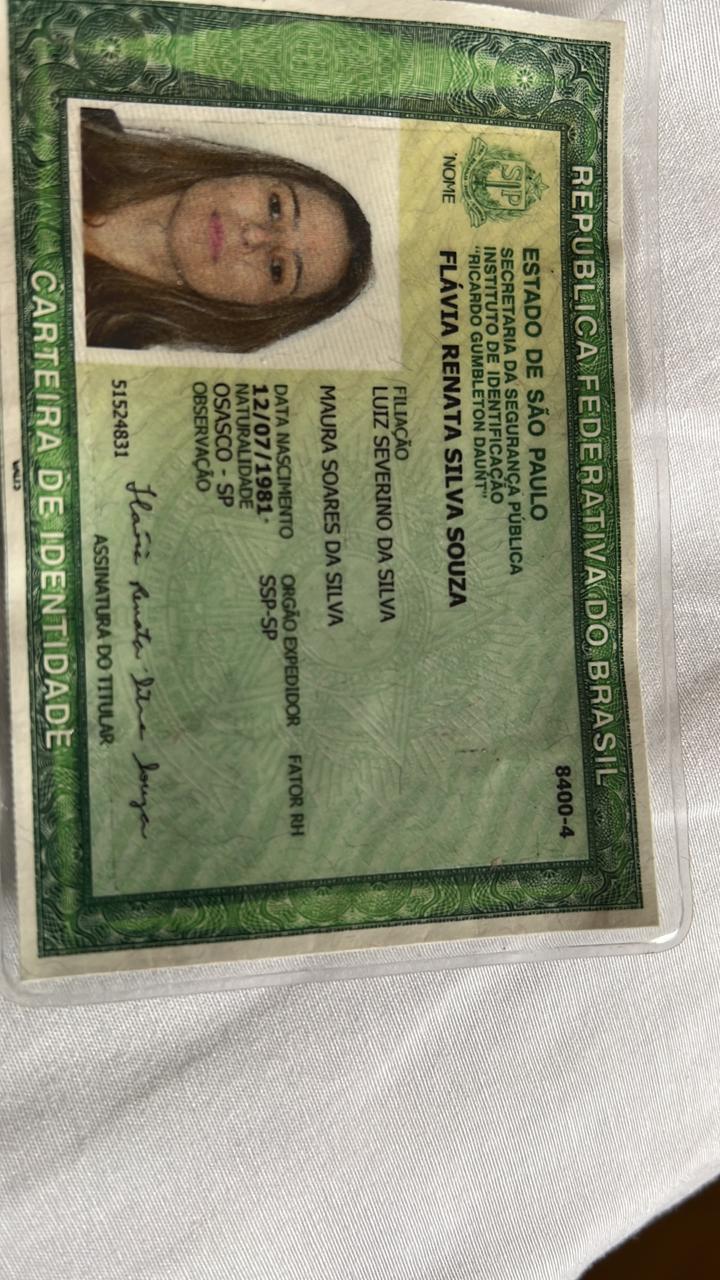 REPÚBLICA FEDERATIVA DO BRASIL
8400-4
ESTADO DE SÃO PAULO
SECRETARIA DA SEGURANÇA PÚBLICA
INSTITUTO DE IDENTIFICAÇÃO
"RICARDO GUMBLETON DAUNT"
SP
NOME FLÁVIA RENATA SILVA SOUZA
FILIAÇÃO
LUIZ SEVERINO DA SILVA
MAURA SOARES DA SILVA
DATA NASCIMENTO ORGÃO EXPEDIDOR FATOR RH
12/07/1981 SSP-SP
NATURALIDADE
OSASCO - SP
OBSERVAÇÃO
Flávia Renata Silva Souza
51524831
ASSINATURA DO TITULAR
CARTEIRA DE IDENTIDADE